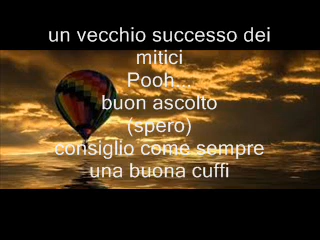 un vecchio successo dei
mitici
Pooh ...
buon ascolto
(spero)
consiglio come sempre
una buona cuffi